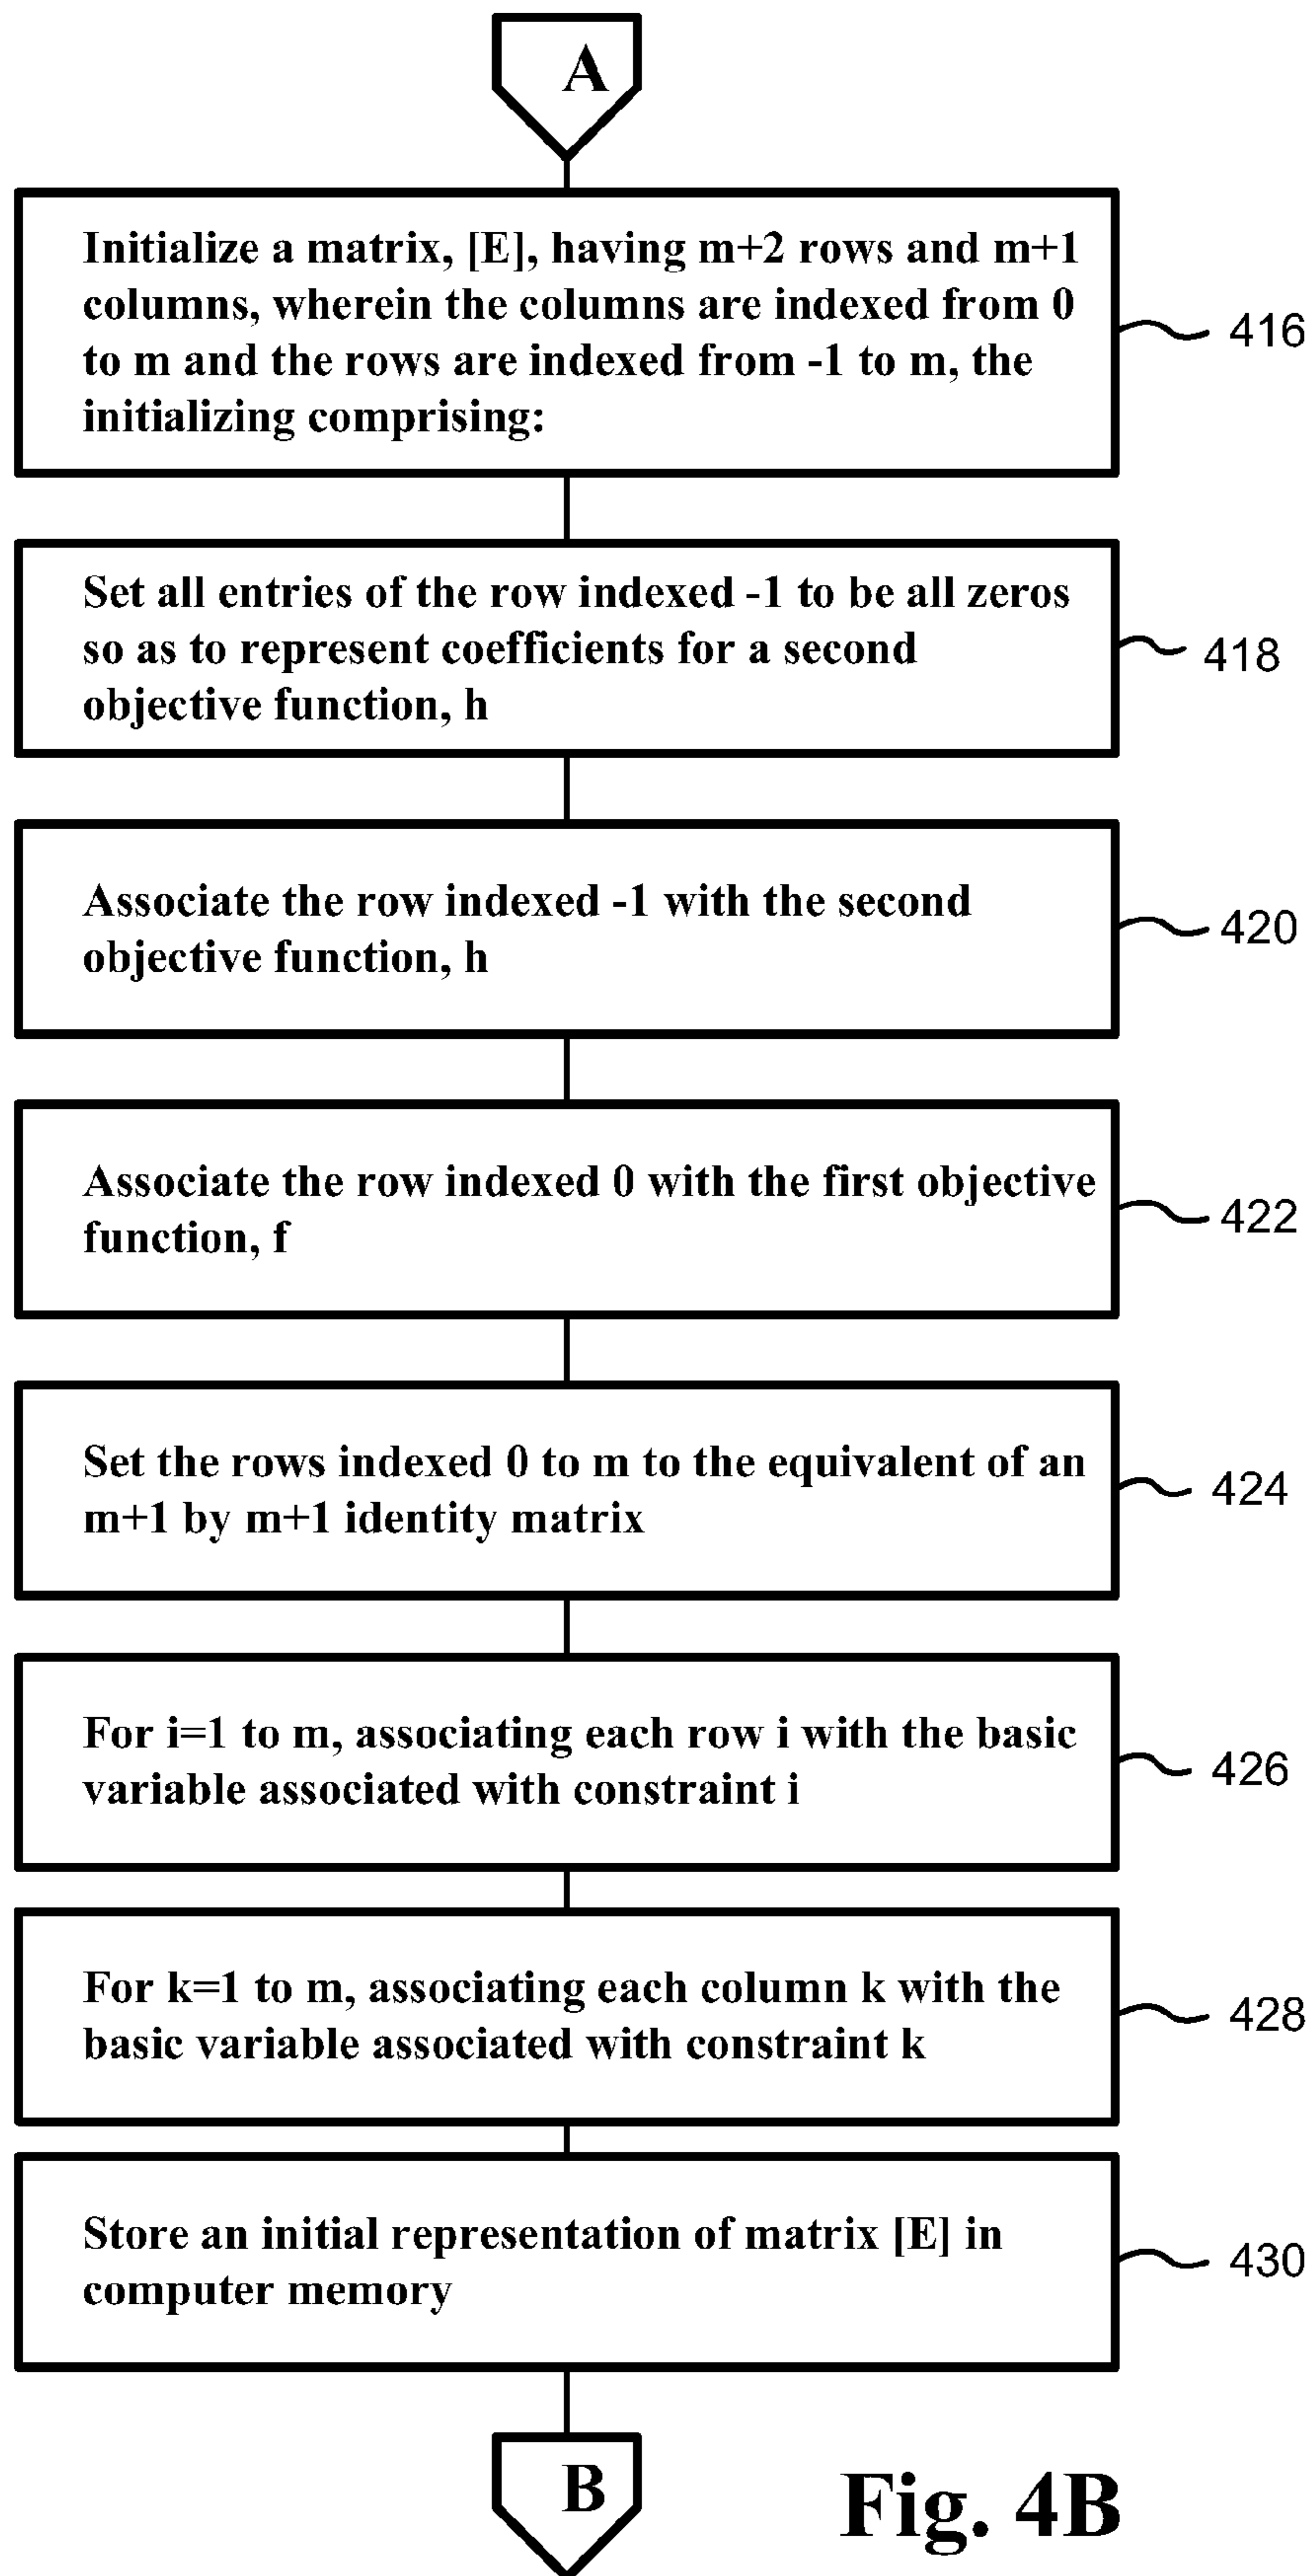 A
Initialize a matrix, [E], having m+2 rows and m+1
columns, wherein the columns are indexed from 0
to m and the rows are indexed from -1 to m, the
initializing comprising:
416
Set all entries of the row indexed -1 to be all zeros
so as to represent coefficients for a second
objective function, h
418
Associate the row indexed -1 with the second
objective function, h
420
Associate the row indexed 0 with the first objective
function, f
422
Set the rows indexed 0 to m to the equivalent of an
m+1 by m+1 identity matrix
424
For i=1 to m, associating each row i with the basic
variable associated with constraint i
426
For k=1 to m, associating each column k with the
basic variable associated with constraint k
428
Store an initial representation of matrix [E] in
computer memory
430
B
Fig. 4B